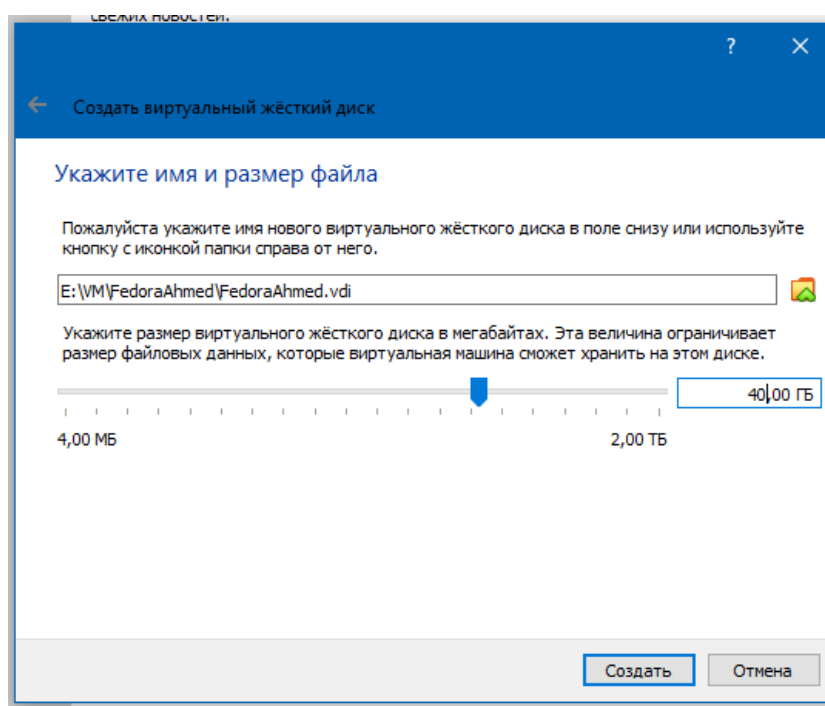 свежих новостей.
?
Создать виртуальный жёсткий диск
Укажите имя и размер файла
Пожалуйста укажите имя нового виртуального жёсткого диска в поле снизу или используйте
кнопку с иконкой папки справа от него.
E:\VM\FedoraAhmed\FedoraAhmed.vdi
Укажите размер виртуального жёсткого диска в мегабайтах. Эта величина ограничивает
размер файловых данных, которые виртуальная машина сможет хранить на этом диске.
40,00 ГБ
4,00 МБ 2,00 ТБ
Создать Отмена